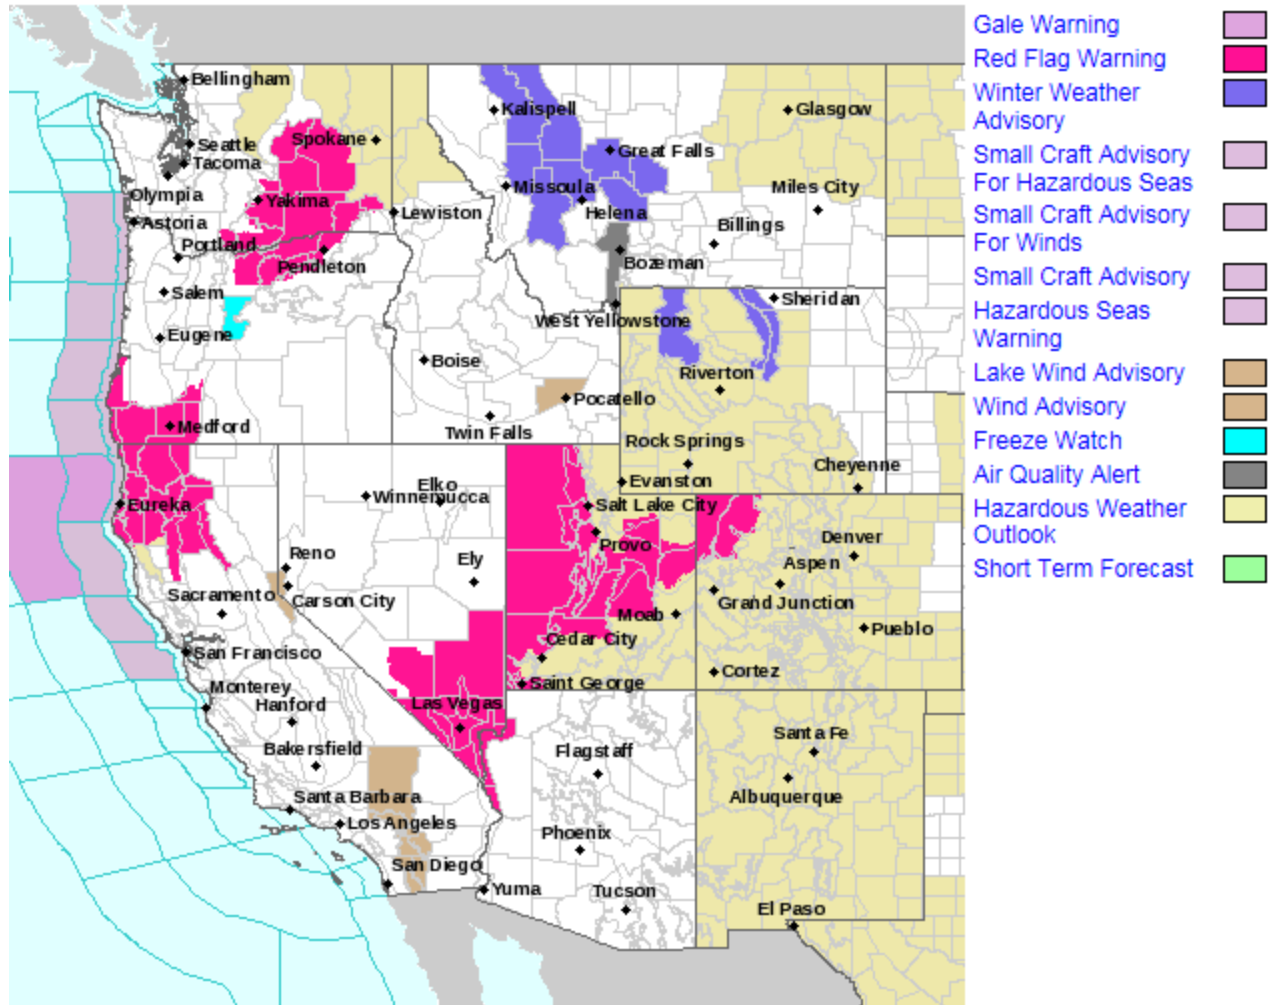 Bellingham
Seattle
Tacoma
Olympia
Astoria
Portland
Salem
Eugene
Medford
Spokane
Yakima
Pendleton
Lewiston
Kalispell
Great Falls
Missoula
Helena
Bozeman
West Yellowstone
Glasgow
Miles City
Billings
Sheridan
Boise
Pocatello
Twin Falls
Riverton
Rock Springs
Evanston
Cheyenne
Eureka
Elko
Winnemucca
Reno
Ely
Carson City
Sacramento
San Francisco
Monterey
Hanford
Las Vegas
Bakersfield
Santa Barbara
Los Angeles
San Diego
Salt Lake City
Provo
Moab
Cedar City
Saint George
Denver
Aspen
Grand Junction
Pueblo
Cortez
Flagstaff
Phoenix
Yuma
Tucson
Santa Fe
Albuquerque
El Paso
Gale Warning
Red Flag Warning
Winter Weather
Advisory
Small Craft Advisory
For Hazardous Seas
Small Craft Advisory
For Winds
Small Craft Advisory
Hazardous Seas
Warning
Lake Wind Advisory
Wind Advisory
Freeze Watch
Air Quality Alert
Hazardous Weather
Outlook
Short Term Forecast